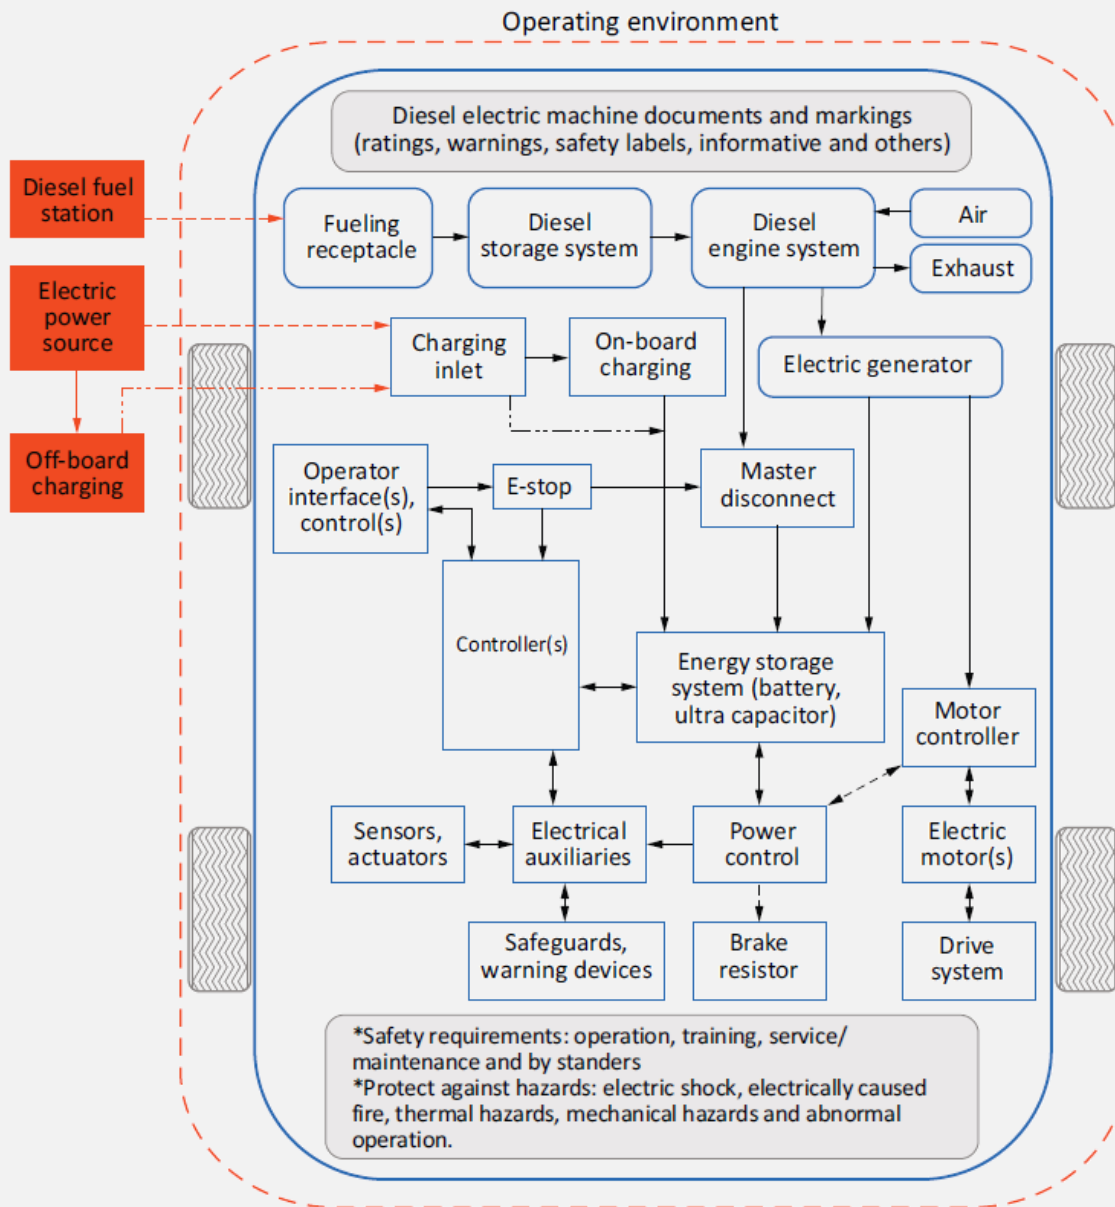 Operating environment
Diesel electric machine documents and markings
(ratings, warnings, safety labels, informative and others)
Diesel fuel
station
Fueling
receptacle
Diesel
storage system
Diesel
engine system
Air
Exhaust
Electric
power
source
Charging
inlet
On-board
charging
Electric generator
Off-board
charging
Operator
interface(s),
control(s)
E-stop
Master
disconnect
Controller(s)
Energy storage
system (battery,
ultra capacitor)
Motor
controller
Sensors,
actuators
Electrical
auxiliaries
Power
control
Electric
motor(s)
Safeguards,
warning devices
Brake
resistor
Drive
system
*Safety requirements: operation, training, service/
maintenance and by standers
*Protect against hazards: electric shock, electrically caused
fire, thermal hazards, mechanical hazards and abnormal
operation.